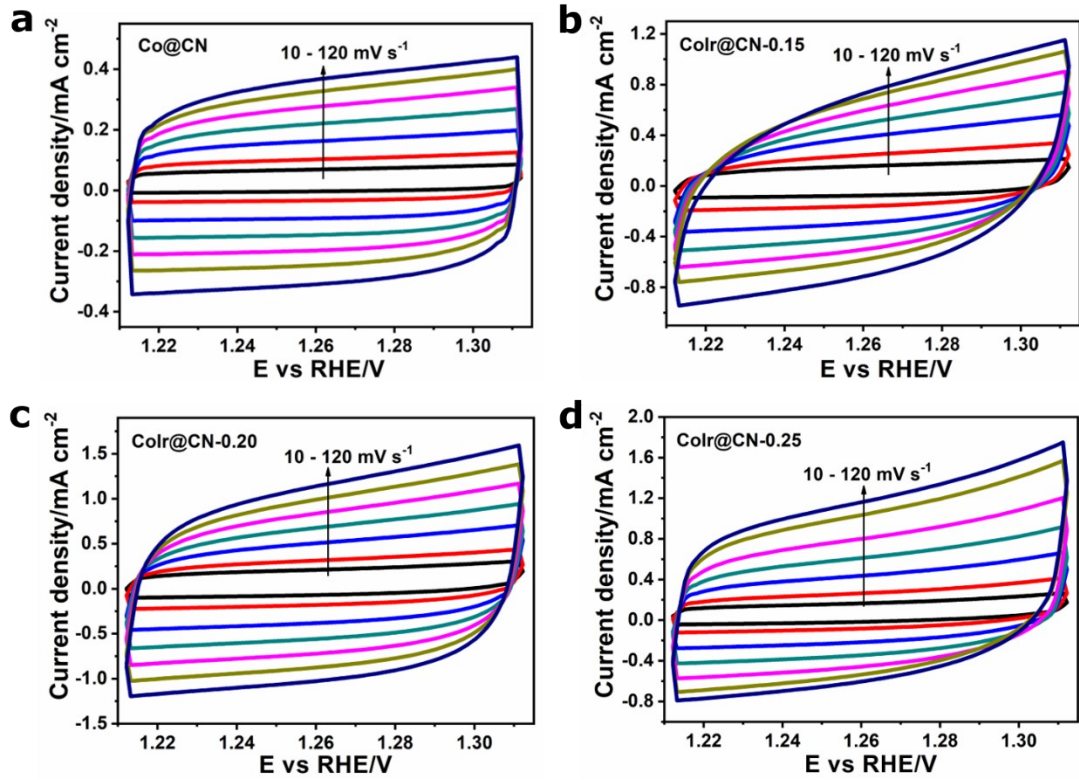 a
Co@CN
10 - 120 mV s⁻¹
Current density/mA cm⁻²
0.4
0.2
0.0
-0.2
-0.4
1.22 1.24 1.26 1.28 1.30
E vs RHE/V
b
CoIr@CN-0.15
10 - 120 mV s⁻¹
Current density/mA cm⁻²
1.2
0.8
0.4
0.0
-0.4
-0.8
1.22 1.24 1.26 1.28 1.30
E vs RHE/V
c
CoIr@CN-0.20
10 - 120 mV s⁻¹
Current density/mA cm⁻²
1.5
1.0
0.5
0.0
-0.5
-1.0
-1.5
1.22 1.24 1.26 1.28 1.30
E vs RHE/V
d
CoIr@CN-0.25
10 - 120 mV s⁻¹
Current density/mA cm⁻²
2.0
1.6
1.2
0.8
0.4
0.0
-0.4
-0.8
1.22 1.24 1.26 1.28 1.30
E vs RHE/V